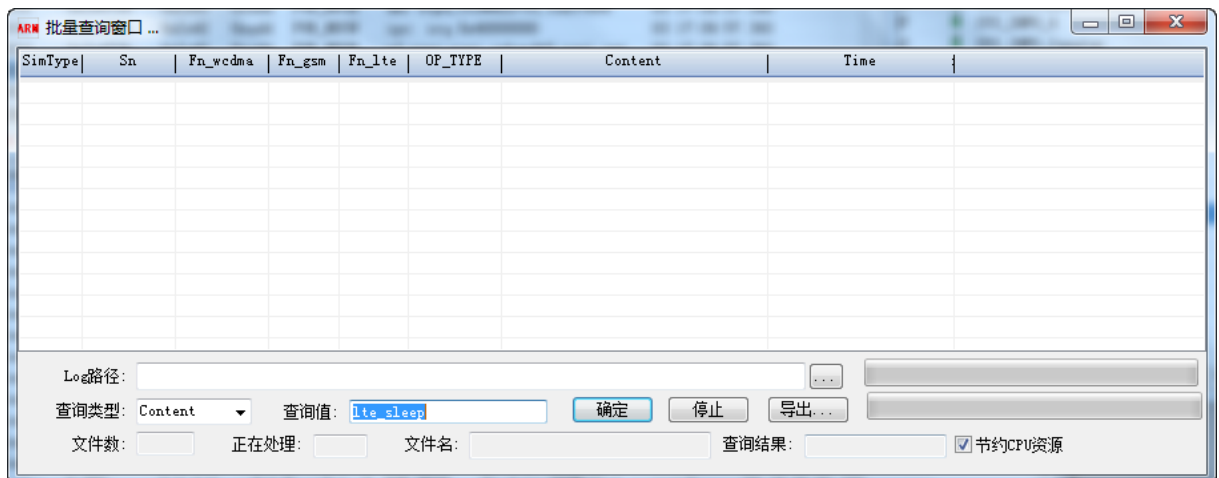 ARM 批量查询窗口 ...
SimType Sn Fn_wcdma Fn_gsm Fn_lte OP_TYPE Content Time
Log路径: ...
查询类型: Content 查询值: lte_sleep 确定 停止 导出...
文件数: 正在处理: 文件名: 查询结果: 节约CPU资源